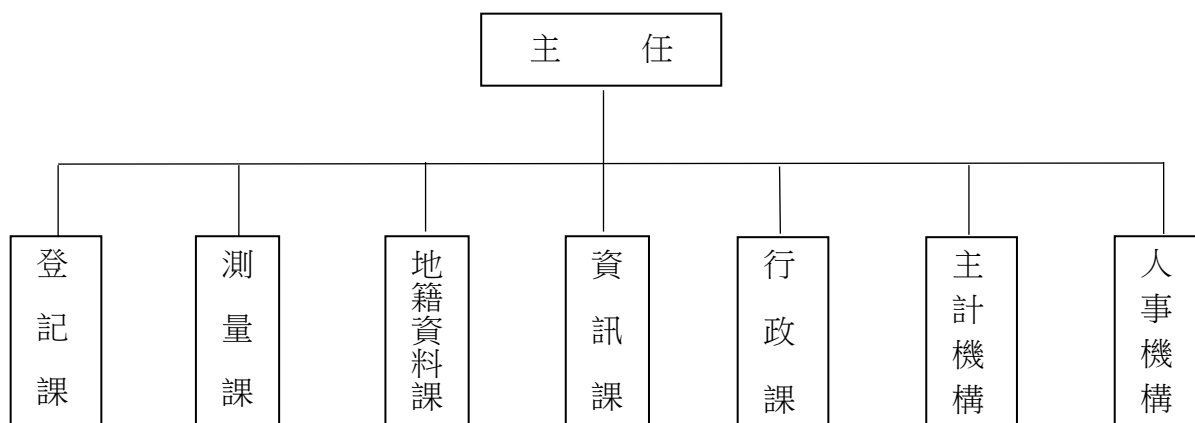 主任
登記課
測量課
地籍資料課
資訊課
行政課
主計機構
人事機構